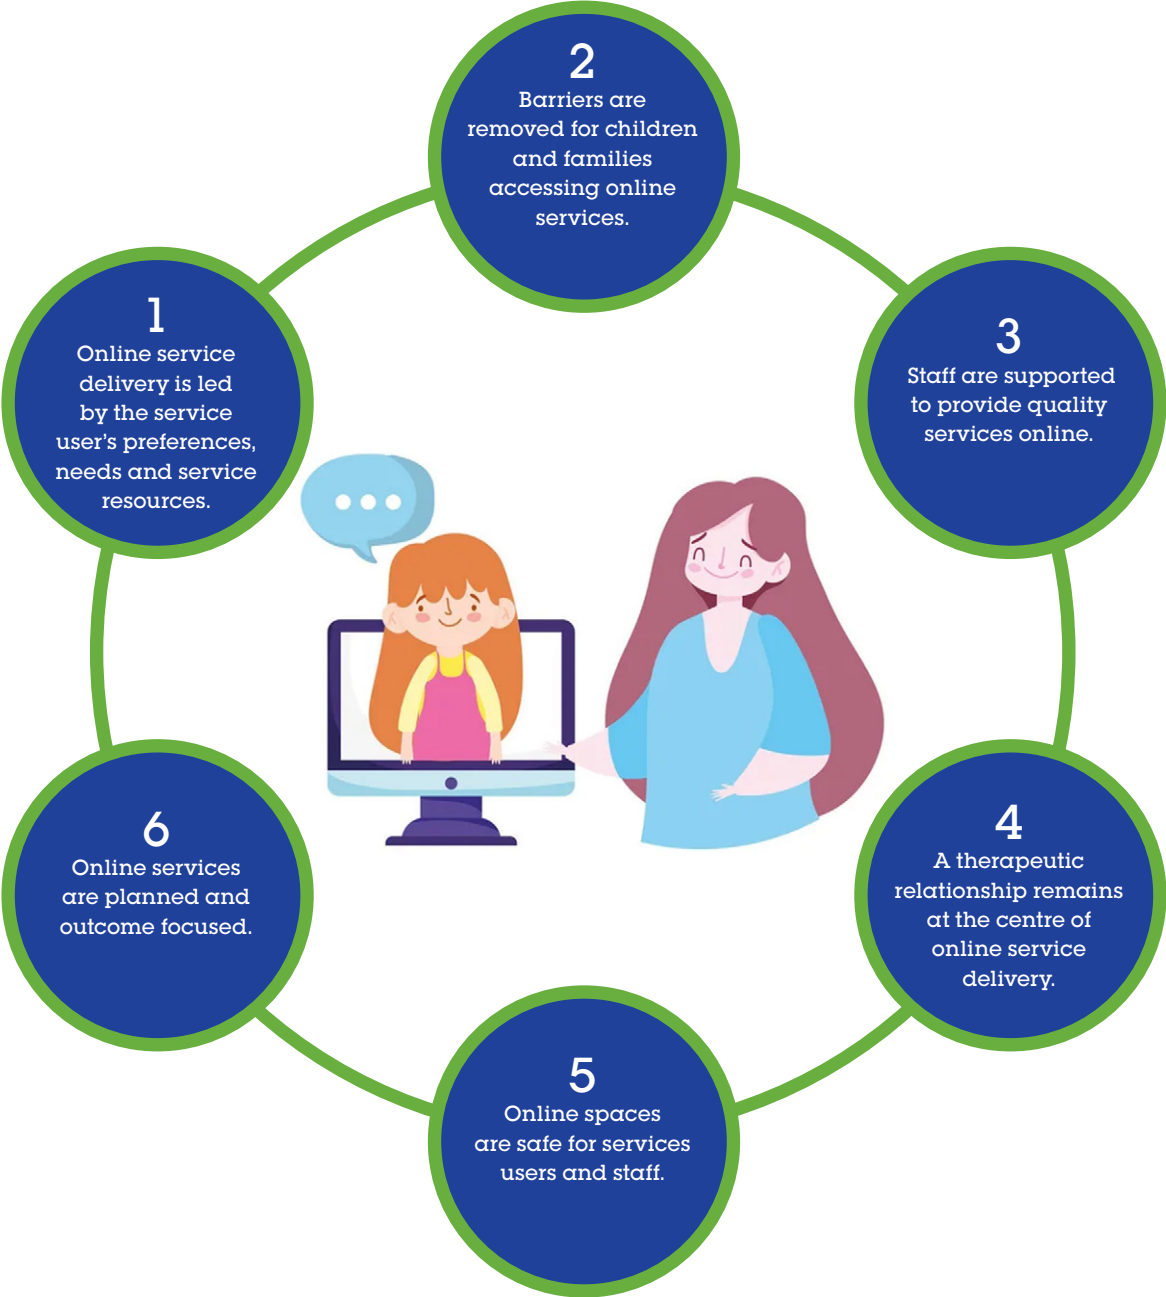 1
Online service
delivery is led
by the service
user's preferences,
needs and service
resources.
2
Barriers are
removed for children
and families
accessing online
services.
3
Staff are supported
to provide quality
services online.
4
A therapeutic
relationship remains
at the centre of
online service
delivery.
5
Online spaces
are safe for services
users and staff.
6
Online services
are planned and
outcome focused.